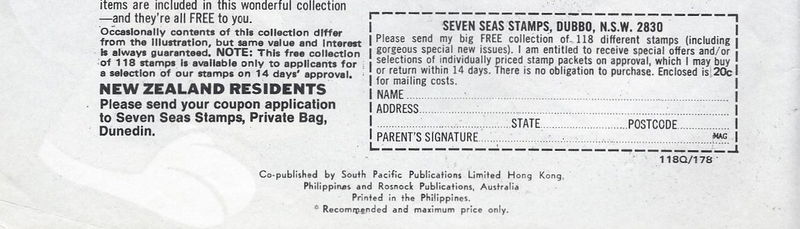 items are included in this wonderful collection
—and they're all FREE to you.
Occasionally contents of this collection differ
from the illustration, but same value and interest
is always guaranteed. NOTE: This free collection
of 118 stamps is available only to applicants for
a selection of our stamps on 14 days' approval.
NEW ZEALAND RESIDENTS
Please send your coupon application
to Seven Seas Stamps, Private Bag,
Dunedin.
SEVEN SEAS STAMPS, DUBBO, N.S.W. 2830
Please send my big FREE collection of 118 different stamps (including
gorgeous special new issues). I am entitled to receive special offers and/or
selections of individually priced stamp packets on approval, which I may buy
or return within 14 days. There is no obligation to purchase. Enclosed is 20c
for mailing costs.
NAME
ADDRESS
STATE POSTCODE
PARENT'S SIGNATURE MAG
118Q/178
Co-published by South Pacific Publications Limited Hong Kong,
Philippines and Rosnock Publications, Australia
Printed in the Philippines.
* Recommended and maximum price only.